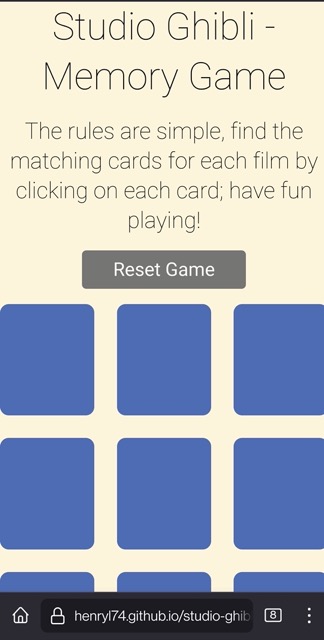 Studio Ghibli -
Memory Game
The rules are simple, find the
matching cards for each film by
clicking on each card; have fun
playing!
Reset Game
henryl74.github.io/studio-ghib
8